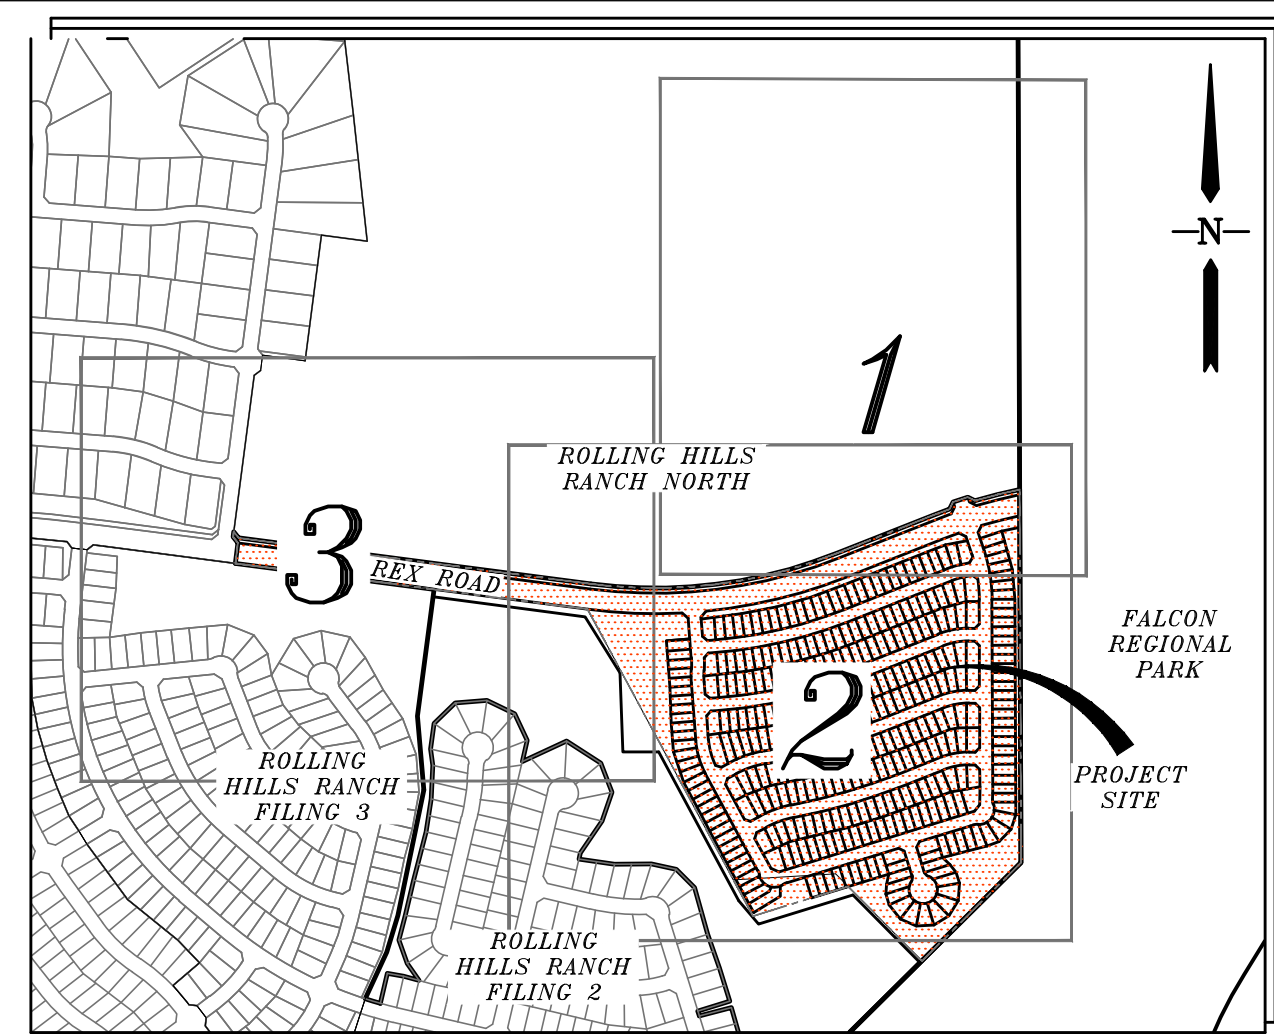 N
1
ROLLING HILLS
RANCH NORTH
3
REX ROAD
FALCON
REGIONAL
PARK
2
ROLLING
HILLS RANCH
FILING 3
PROJECT
SITE
ROLLING
HILLS RANCH
FILING 2